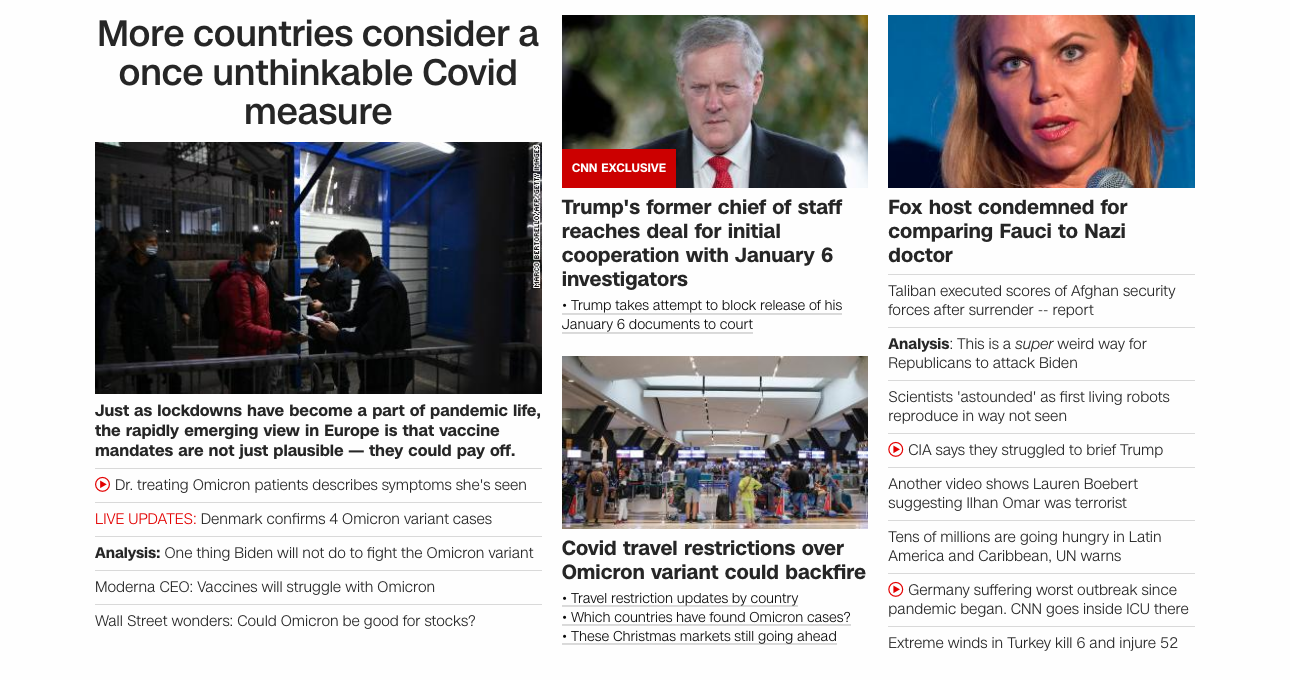 More countries consider a
once unthinkable Covid
measure
MARCO BERTORELLO/AFP/GETTY IMAGES
Just as lockdowns have become a part of pandemic life,
the rapidly emerging view in Europe is that vaccine
mandates are not just plausible — they could pay off.
Dr. treating Omicron patients describes symptoms she's seen
LIVE UPDATES: Denmark confirms 4 Omicron variant cases
Analysis: One thing Biden will not do to fight the Omicron variant
Moderna CEO: Vaccines will struggle with Omicron
Wall Street wonders: Could Omicron be good for stocks?
CNN EXCLUSIVE
Trump's former chief of staff
reaches deal for initial
cooperation with January 6
investigators
• Trump takes attempt to block release of his
January 6 documents to court
Covid travel restrictions over
Omicron variant could backfire
• Travel restriction updates by country
• Which countries have found Omicron cases?
• These Christmas markets still going ahead
Fox host condemned for
comparing Fauci to Nazi
doctor
Taliban executed scores of Afghan security
forces after surrender -- report
Analysis: This is a super weird way for
Republicans to attack Biden
Scientists 'astounded' as first living robots
reproduce in way not seen
CIA says they struggled to brief Trump
Another video shows Lauren Boebert
suggesting Ilhan Omar was terrorist
Tens of millions are going hungry in Latin
America and Caribbean, UN warns
Germany suffering worst outbreak since
pandemic began. CNN goes inside ICU there
Extreme winds in Turkey kill 6 and injure 52